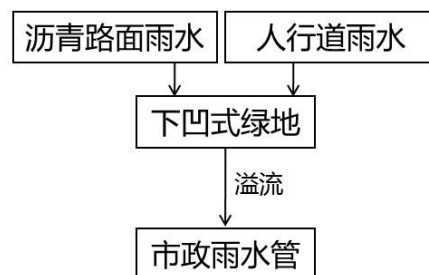 沥青路面雨水
人行道雨水
下凹式绿地
溢流
市政雨水管